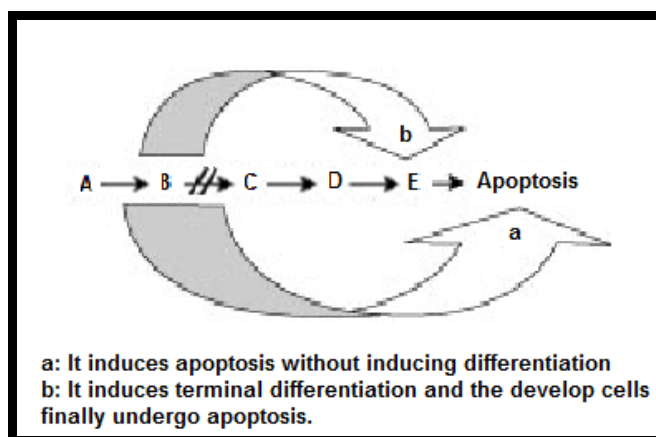 b
A B C D E Apoptosis
a
a: It induces apoptosis without inducing differentiation
b: It induces terminal differentiation and the develop cells
finally undergo apoptosis.